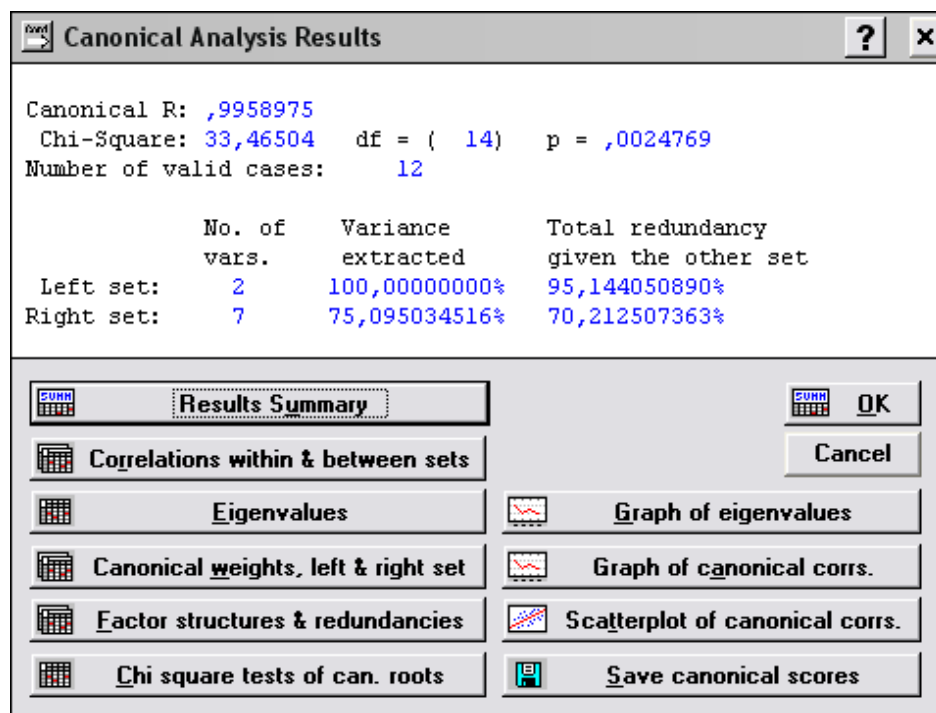 Canonical Analysis Results ? ×
Canonical R: ,9958975
Chi-Square: 33,46504 df = ( 14) p = ,0024769
Number of valid cases: 12
No. of Variance Total redundancy
vars. extracted given the other set
Left set: 2 100,00000000% 95,144050890%
Right set: 7 75,095034516% 70,212507363%
SUMM Results Summary SUMM OK
Correlations within & between sets Cancel
Eigenvalues Graph of eigenvalues
Canonical weights, left & right set Graph of canonical corrs.
Factor structures & redundancies Scatterplot of canonical corrs.
Chi square tests of can. roots Save canonical scores